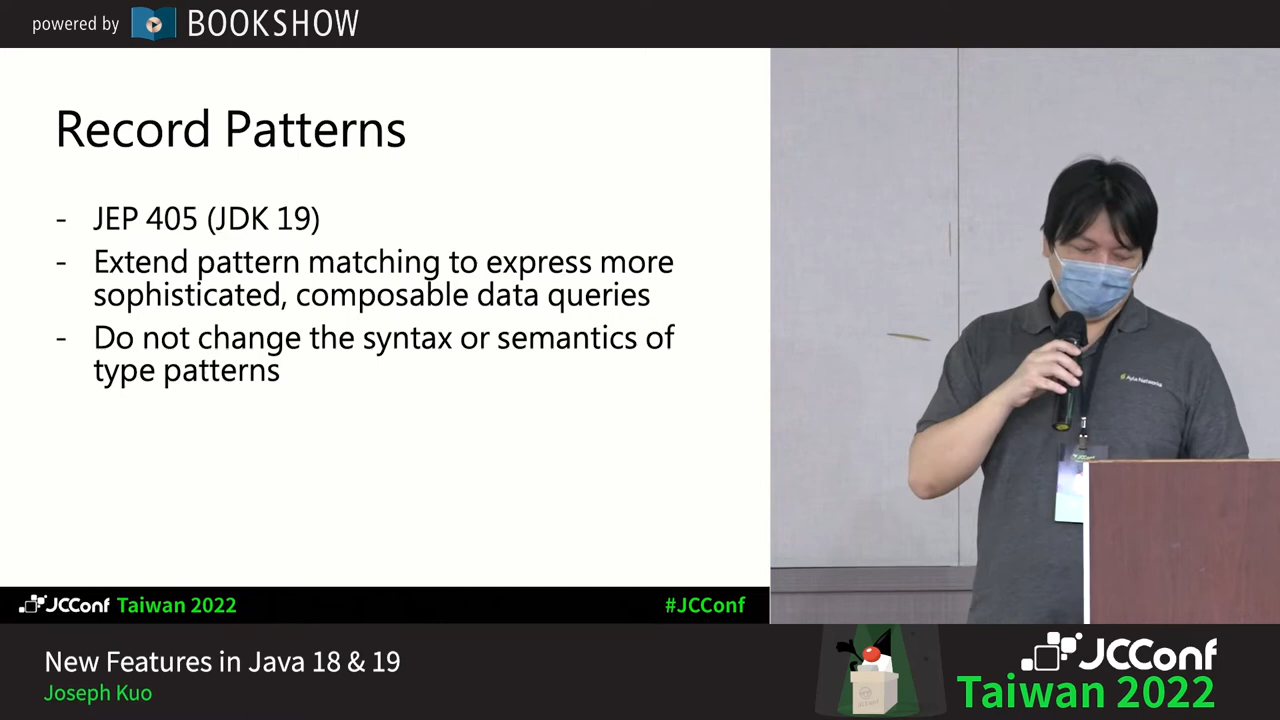 powered by BOOKSHOW
Record Patterns
- JEP 405 (JDK 19)
- Extend pattern matching to express more
sophisticated, composable data queries
- Do not change the syntax or semantics of
type patterns
Ayla Networks
JCConf Taiwan 2022
#JCConf
New Features in Java 18 & 19
Joseph Kuo
JCConf
Taiwan 2022